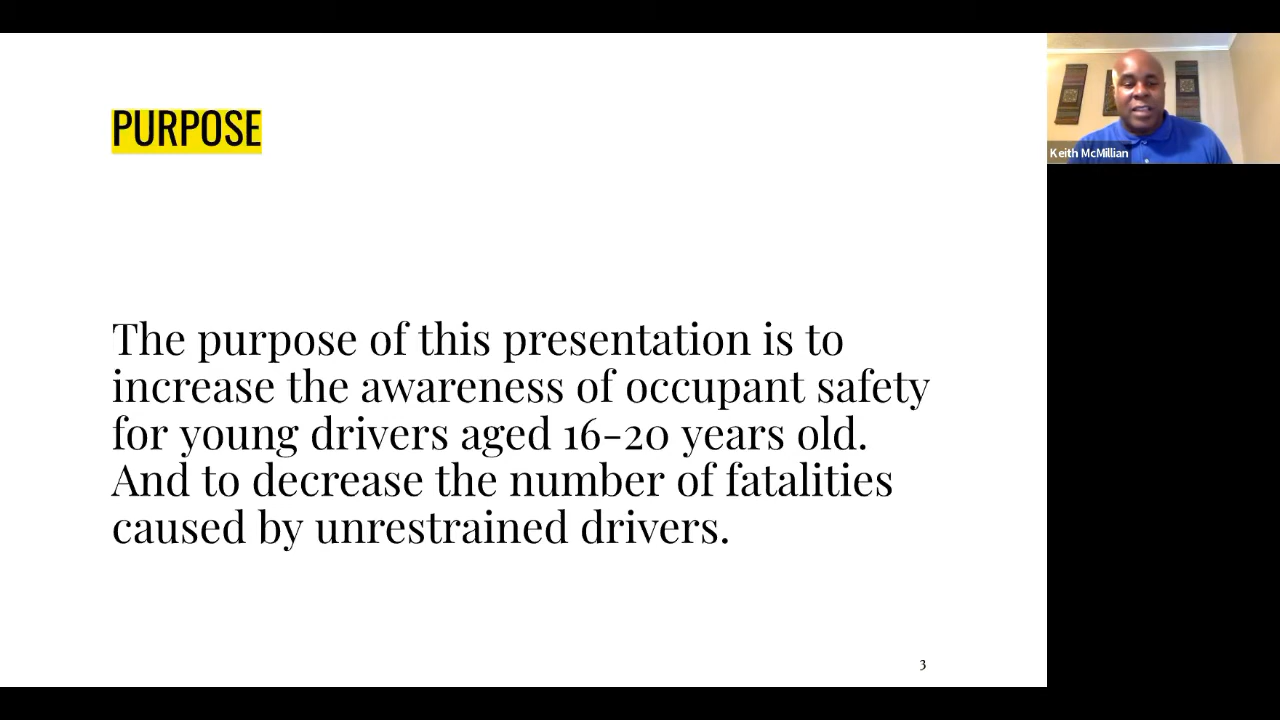 PURPOSE
Keith McMillian
The purpose of this presentation is to
increase the awareness of occupant safety
for young drivers aged 16-20 years old.
And to decrease the number of fatalities
caused by unrestrained drivers.
3